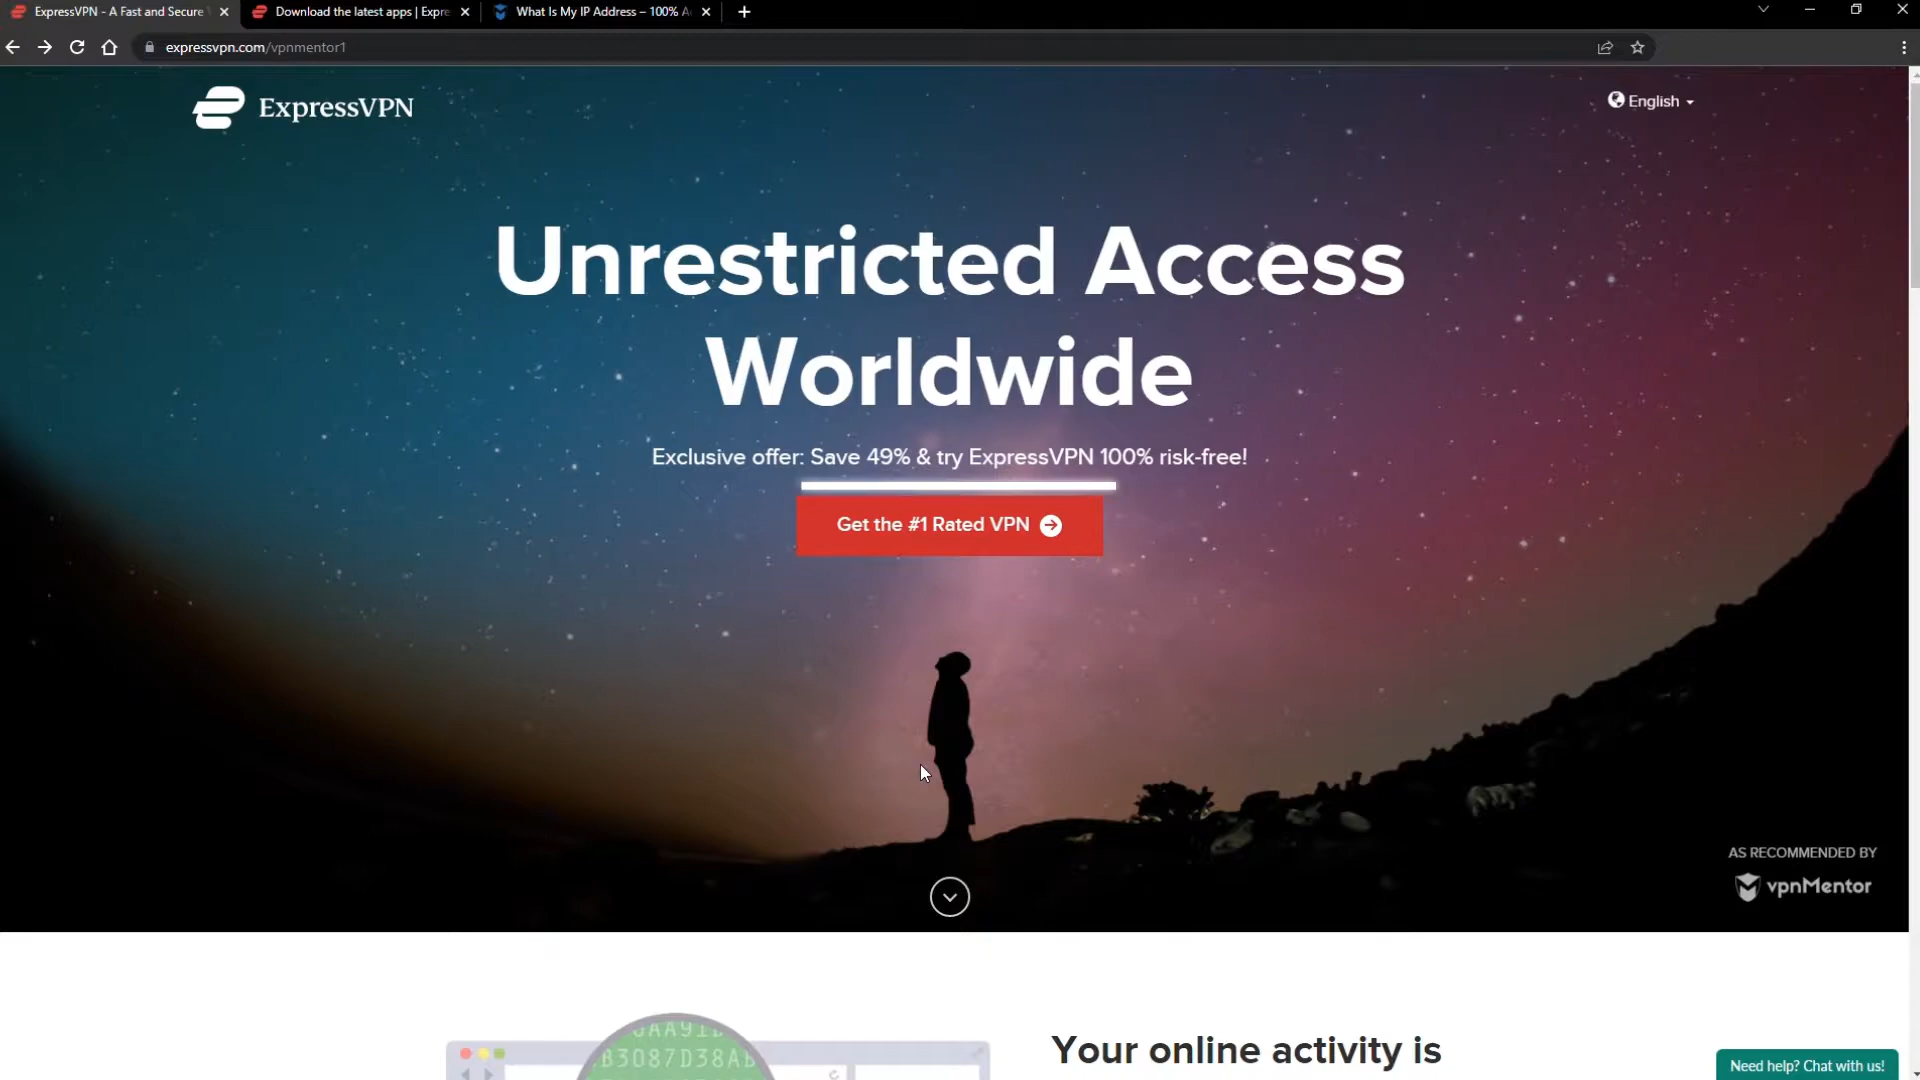 ExpressVPN - A Fast and Secure
Download the latest apps | Expre
What Is My IP Address – 100% A
expressvpn.com/vpnmentor1
ExpressVPN
English
Unrestricted Access
Worldwide
Exclusive offer: Save 49% & try ExpressVPN 100% risk-free!
Get the #1 Rated VPN
AS RECOMMENDED BY
vpnMentor
B3087D38AB
Your online activity is
Need help? Chat with us!